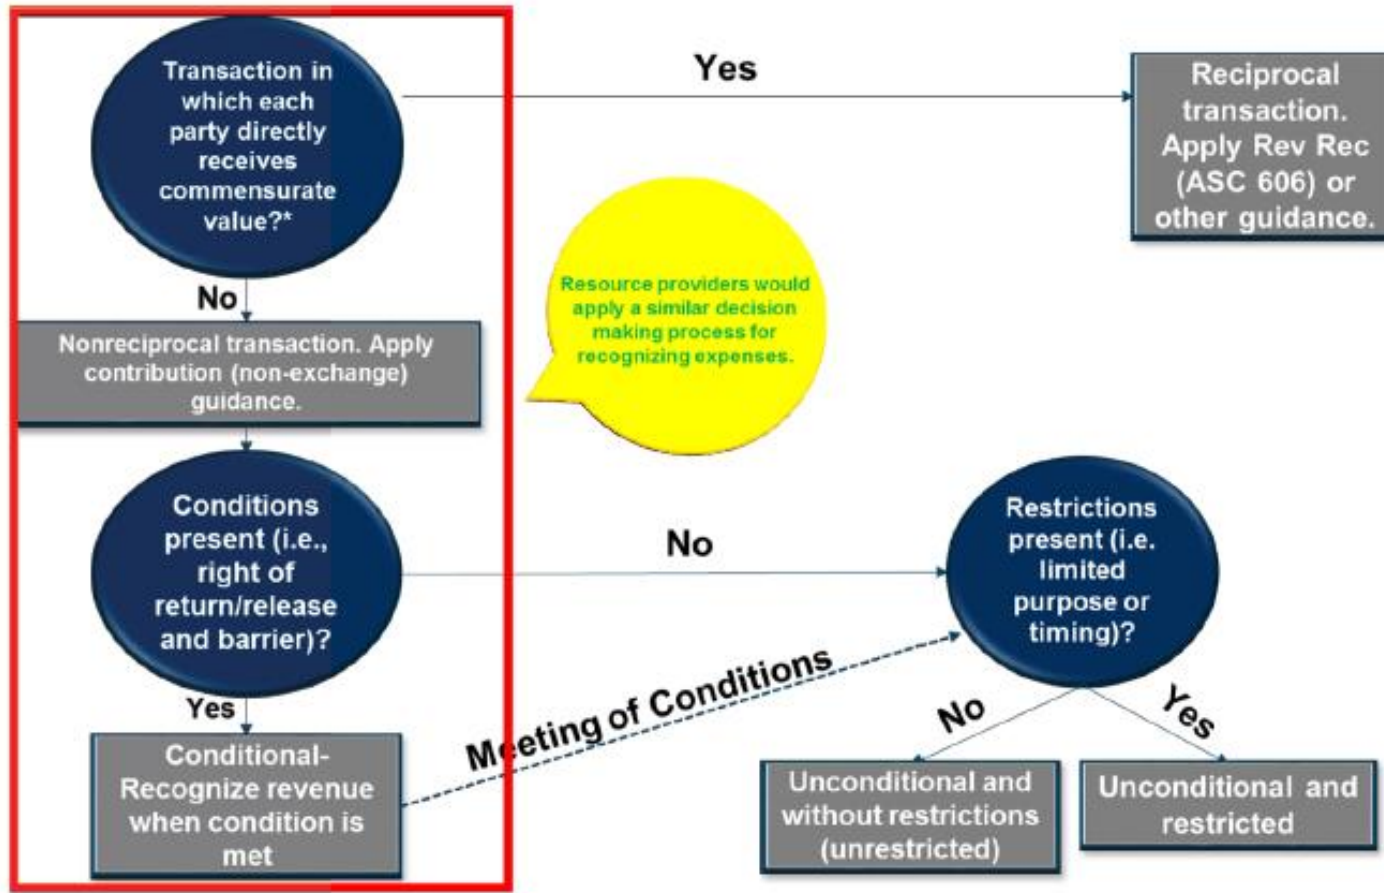 Transaction in
which each
party directly
receives
commensurate
value?*
Yes
Reciprocal
transaction.
Apply Rev Rec
(ASC 606) or
other guidance.
No
Nonreciprocal transaction. Apply
contribution (non-exchange)
guidance.
Resource providers would
apply a similar decision
making process for
recognizing expenses.
Conditions
present (i.e.,
right of
return/release
and barrier)?
No
Restrictions
present (i.e.
limited
purpose or
timing)?
Yes
Conditional-
Recognize revenue
when condition is
met
Meeting of Conditions
No
Yes
Unconditional and
without restrictions
(unrestricted)
Unconditional and
restricted